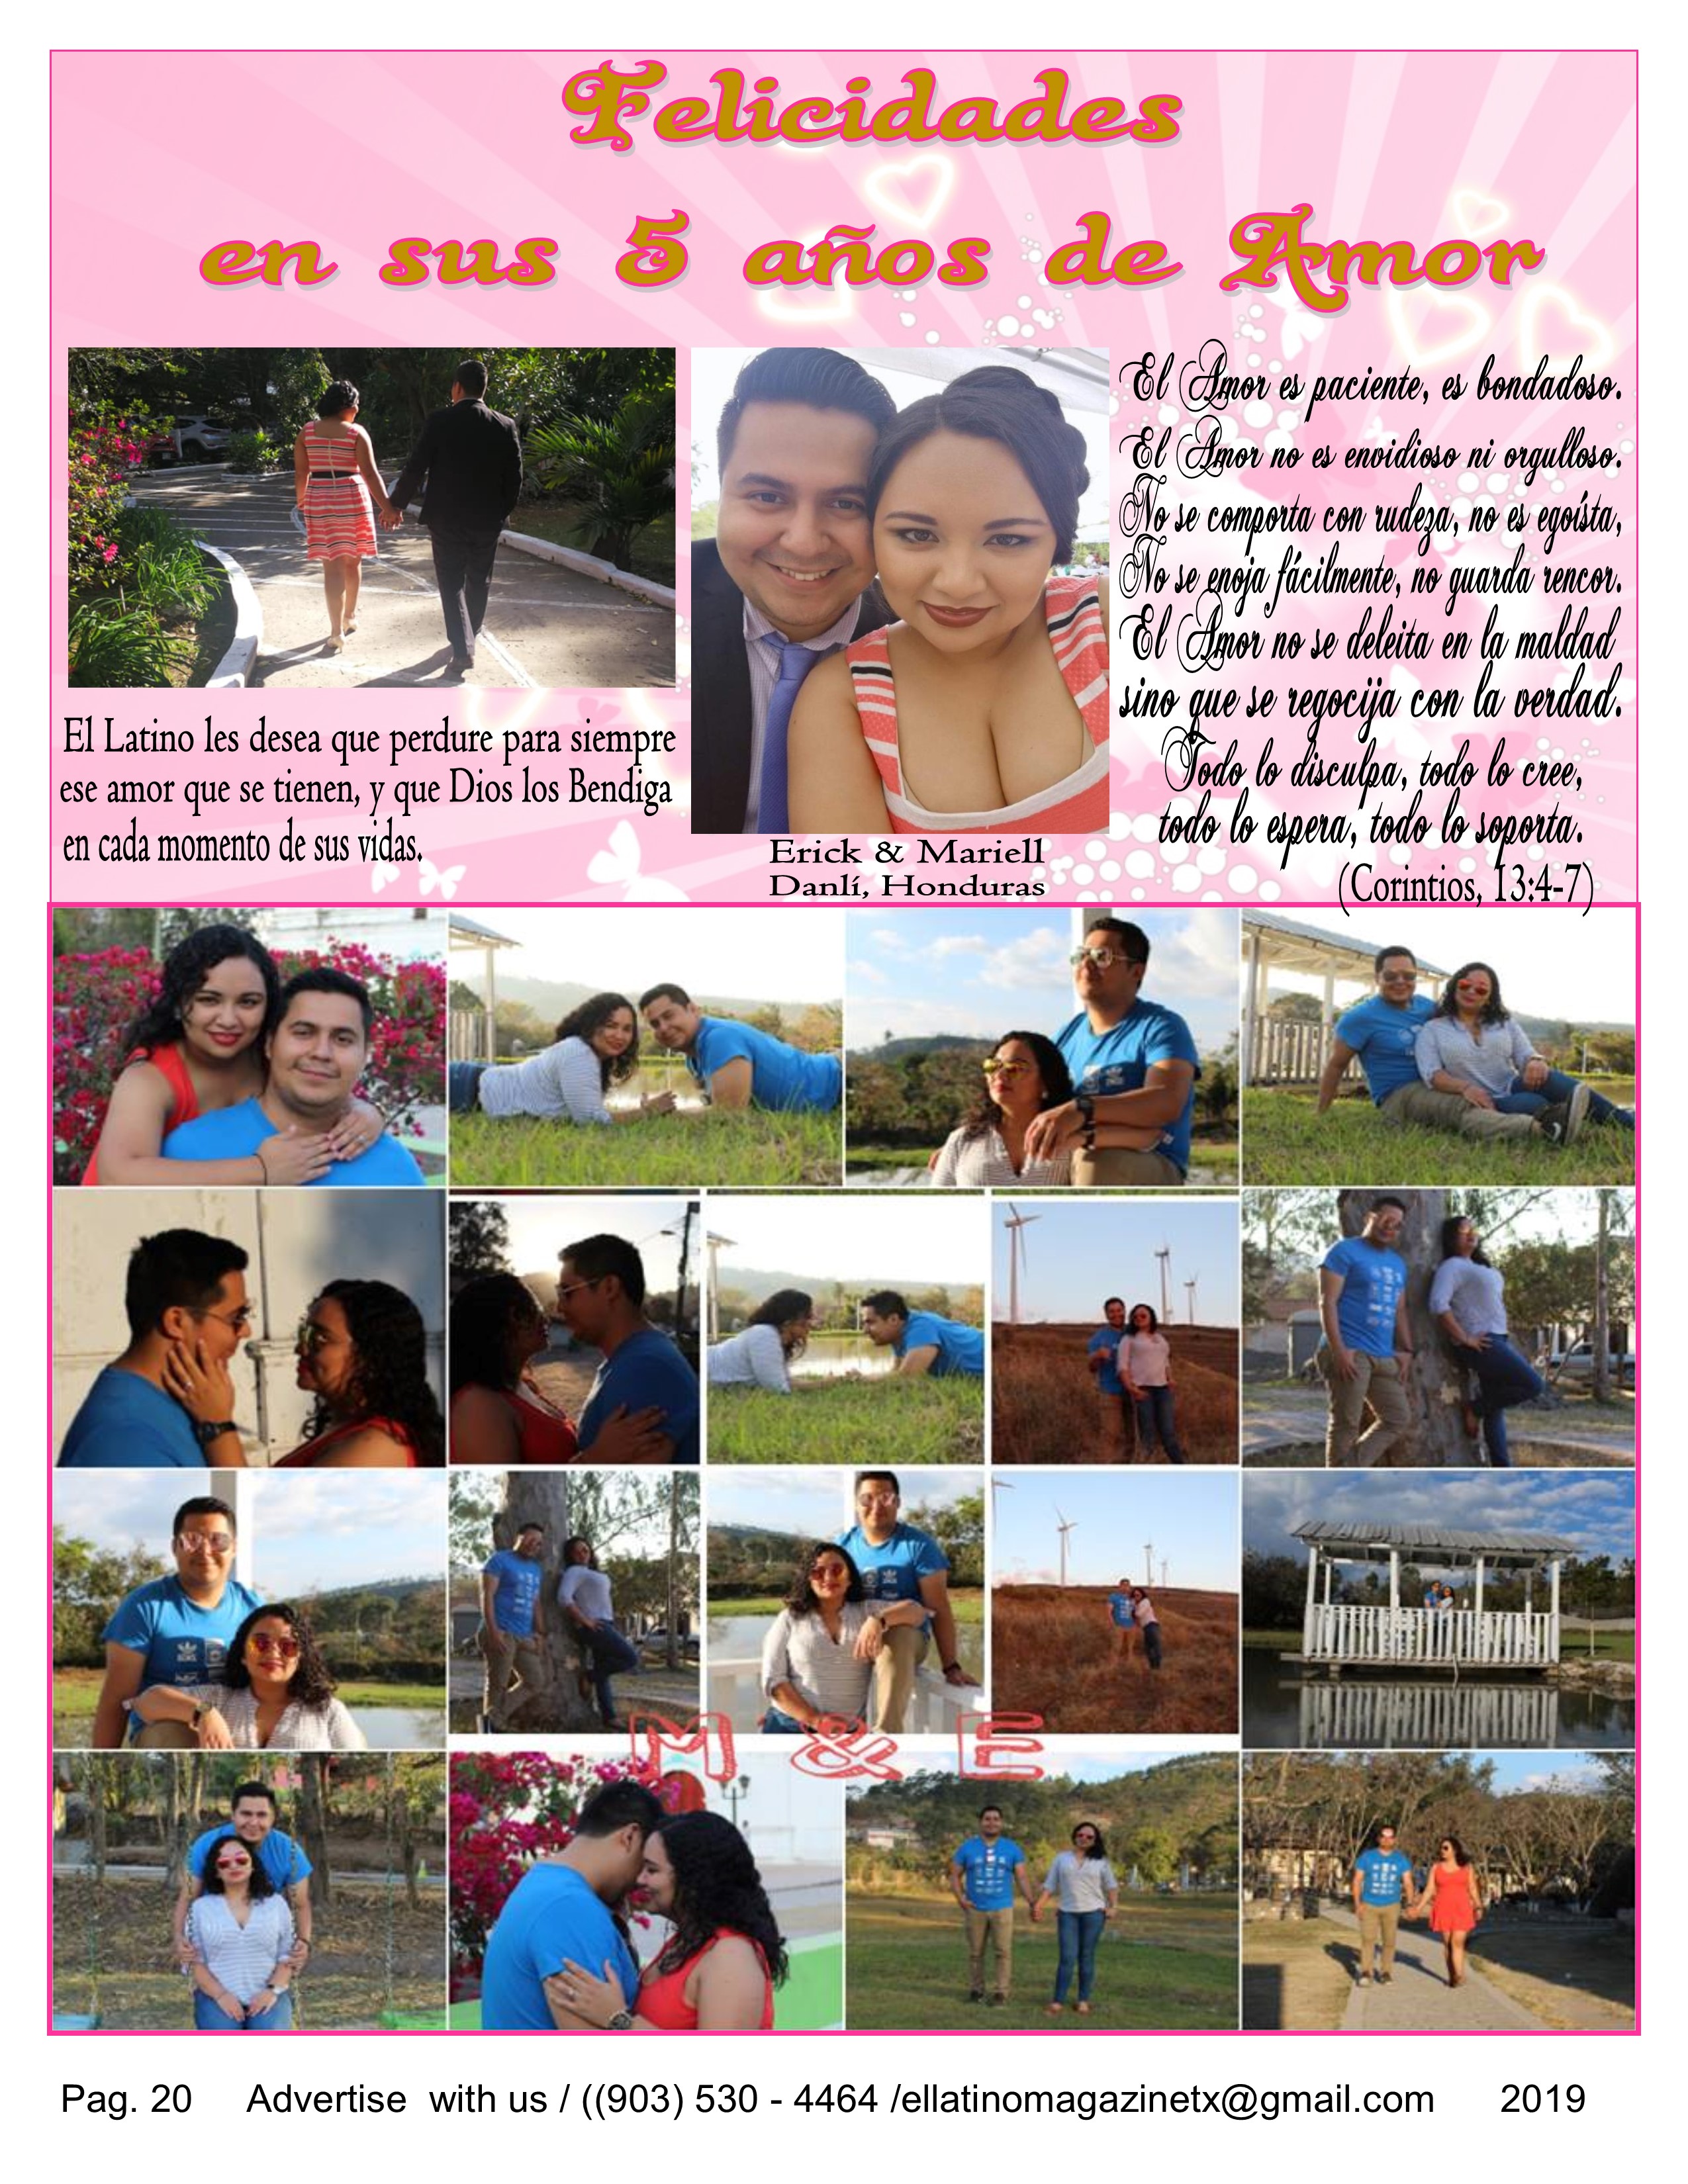 Felicidades
en sus 5 años de Amor
El Latino les desea que perdure para siempre
ese amor que se tienen, y que Dios los Bendiga
en cada momento de sus vidas.
Erick & Mariell
Danlí, Honduras
El Amor es paciente, es bondadoso.
El Amor no es envidioso ni orgulloso.
No se comporta con rudeza, no es egoísta,
No se enoja fácilmente, no guarda rencor.
El Amor no se deleita en la maldad
sino que se regocija con la verdad.
Todo lo disculpa, todo lo cree,
todo lo espera, todo lo soporta.
(Corintios, 13:4-7)
M & E
Pag. 20 Advertise with us / ((903) 530 - 4464 /ellatinomagazinetx@gmail.com 2019